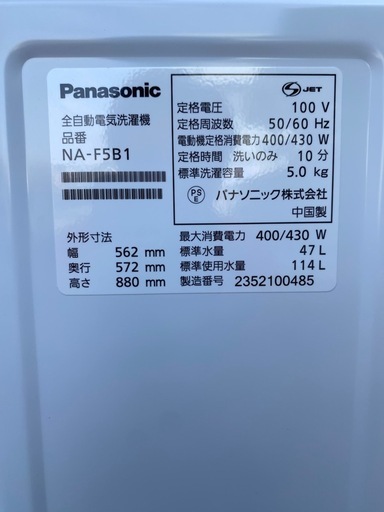 Panasonic
全自動電気洗濯機
品番
NA-F5B1
S JET
定格電圧 100 V
定格周波数 50/60 Hz
電動機定格消費電力 400/430 W
定格時間 洗いのみ 10 分
標準洗濯容量 5.0 kg
PS E パナソニック株式会社
中国製
外形寸法
幅 562 mm
奥行 572 mm
高さ 880 mm
最大消費電力 400/430 W
標準水量 47 L
標準使用水量 114 L
製造番号 2352100485